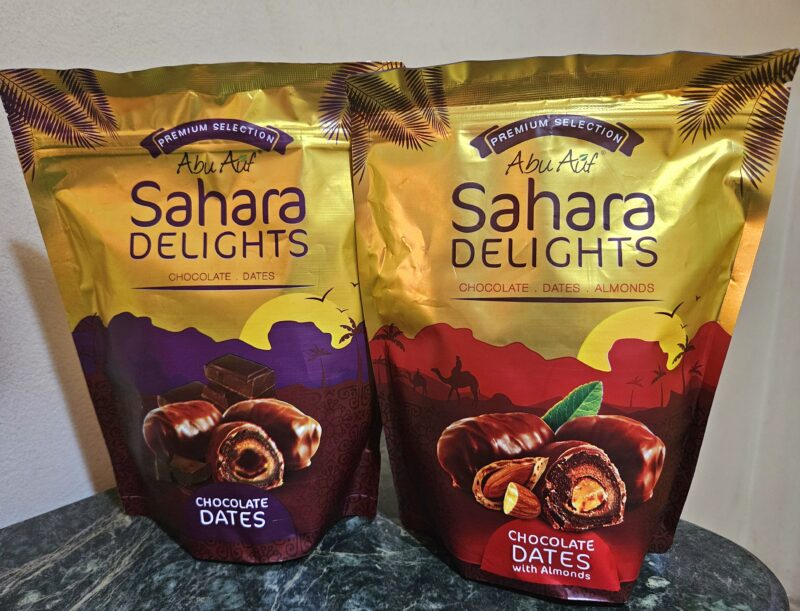 PREMIUM SELECTION
Abu Auf
Sahara
DELIGHTS
CHOCOLATE . DATES
CHOCOLATE
DATES
PREMIUM SELECTION
Abu Auf®
Sahara
DELIGHTS
CHOCOLATE . DATES . ALMONDS
CHOCOLATE
DATES
with Almonds